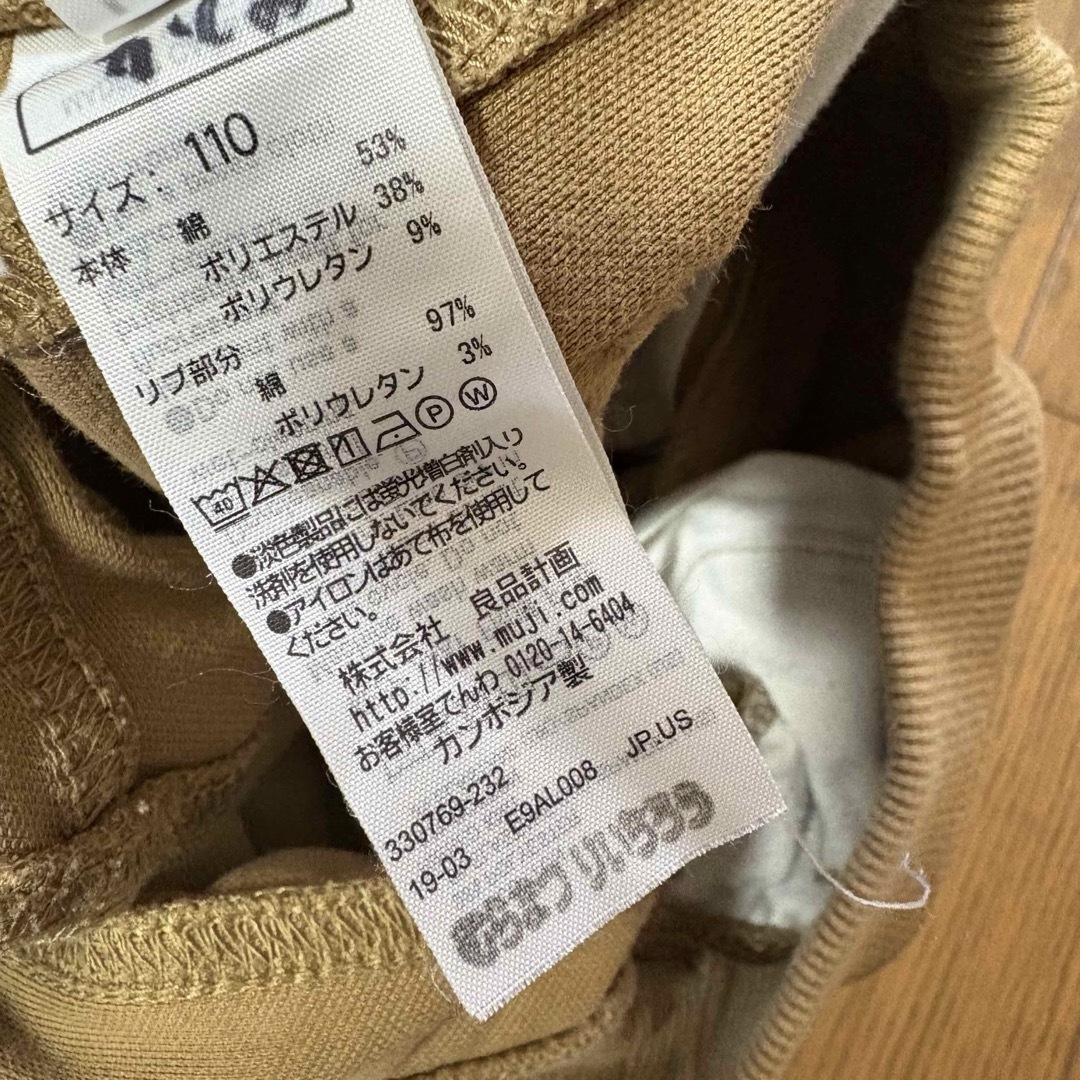 サイズ： 110
本体 綿 53%
ポリエステル 38%
ポリウレタン 9%
リブ部分
綿 97%
ポリウレタン 3%
40 P W
●淡色製品には蛍光増白剤入り
洗剤を使用しないでください。
●アイロンはあて布を使用して
ください。
株式会社 良品計画
http://www.muji.com
お客様室でんわ 0120-14-6404
カンボジア製
330769-232
19-03 E9AL008 JP.US